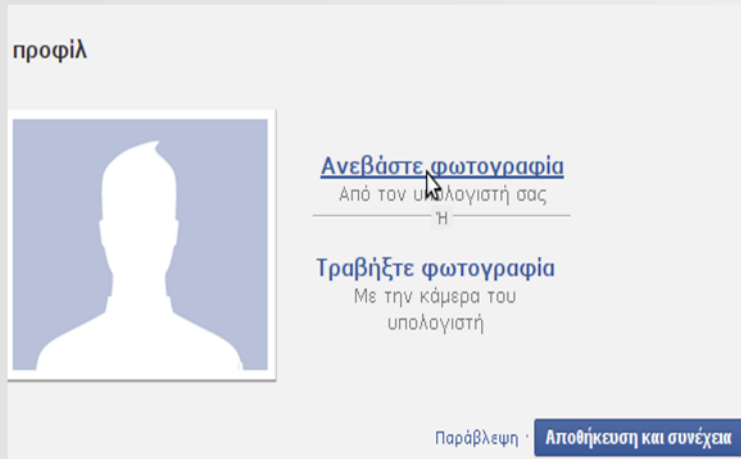 προφίλ
Ανεβάστε φωτογραφία
Από τον υπολογιστή σας
Ή
Τραβήξτε φωτογραφία
Με την κάμερα του
υπολογιστή
Παράβλεψη · Αποθήκευση και συνέχεια